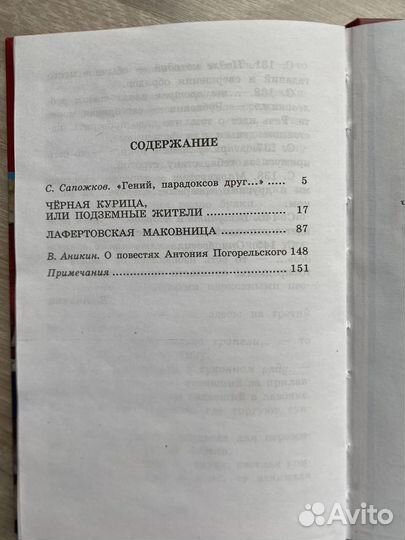 СОДЕРЖАНИЕ
С. Сапожков. «Гений, парадоксов друг...» ..... 5
ЧЁРНАЯ КУРИЦА,
ИЛИ ПОДЗЕМНЫЕ ЖИТЕЛИ ................. 17
ЛАФЕРТОВСКАЯ МАКОВНИЦА ............... 87
В. Аникин. О повестях Антония Погорельского 148
Примечания ................................. 151
Avito